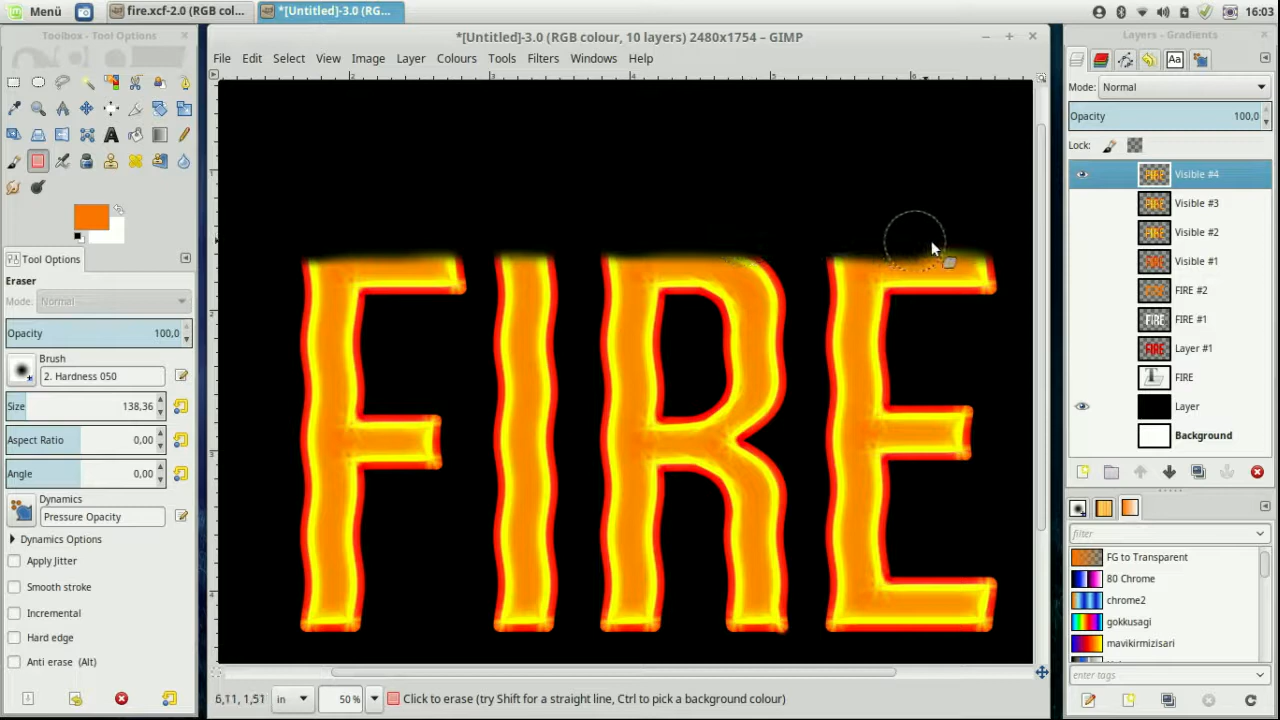 Menü
fire.xcf-2.0 (RGB col...
*[Untitled]-3.0 (RG...
16:03
Toolbox - Tool Options
*[Untitled]-3.0 (RGB colour, 10 layers) 2480x1754 – GIMP
Layers - Gradients
File Edit Select View Image Layer Colours Tools Filters Windows Help
Mode: Normal
Opacity 100,0
Lock:
Visible #4
Visible #3
Visible #2
Visible #1
FIRE #2
FIRE #1
Layer #1
FIRE
Layer
Background
Tool Options
Eraser
Mode: Normal
Opacity 100,0
Brush
2. Hardness 050
Size 138,36
Aspect Ratio 0,00
Angle 0,00
Dynamics
Pressure Opacity
Dynamics Options
Apply Jitter
Smooth stroke
Incremental
Hard edge
Anti erase (Alt)
FIRE
filter
FG to Transparent
80 Chrome
chrome2
gokkusagi
mavikirmizisari
enter tags
6,11, 1,51 in 50 % Click to erase (try Shift for a straight line, Ctrl to pick a background colour)